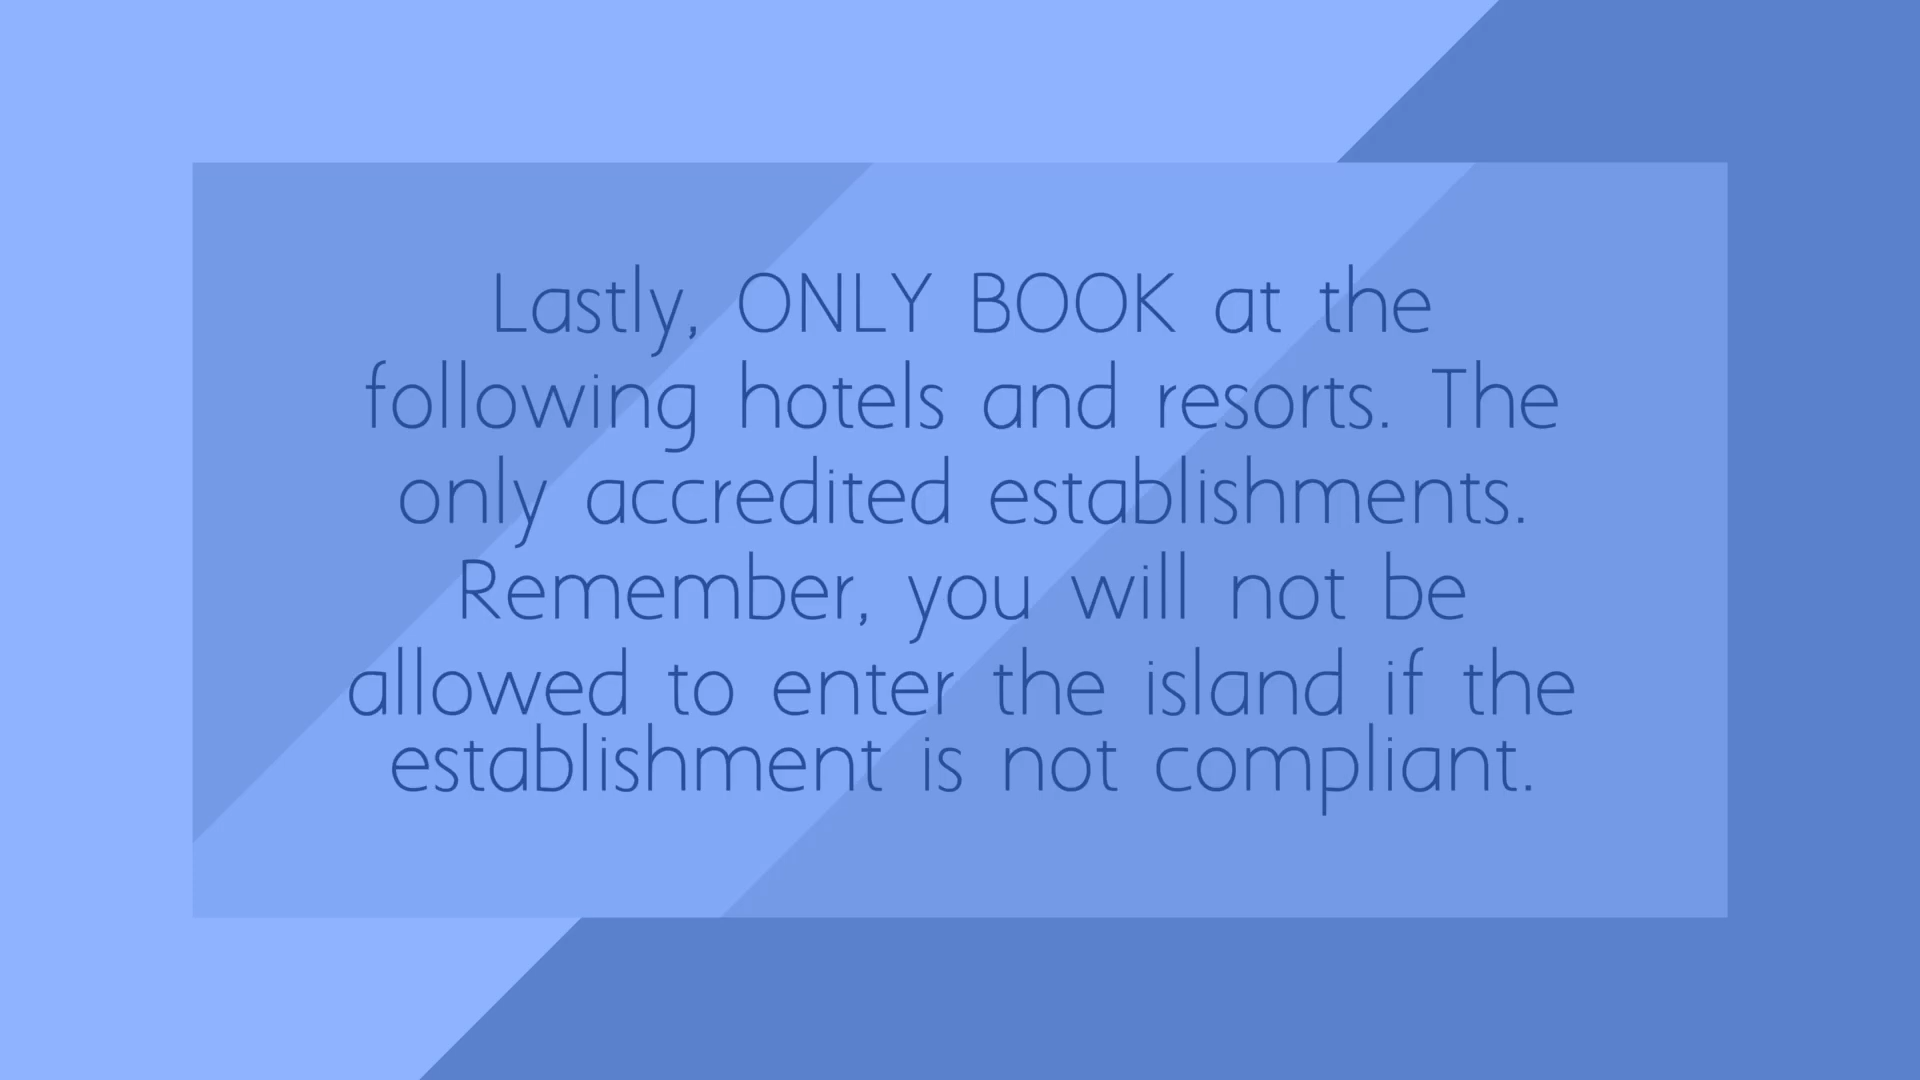 Lastly, ONLY BOOK at the
following hotels and resorts. The
only accredited establishments.
Remember, you will not be
allowed to enter the island if the
establishment is not compliant.